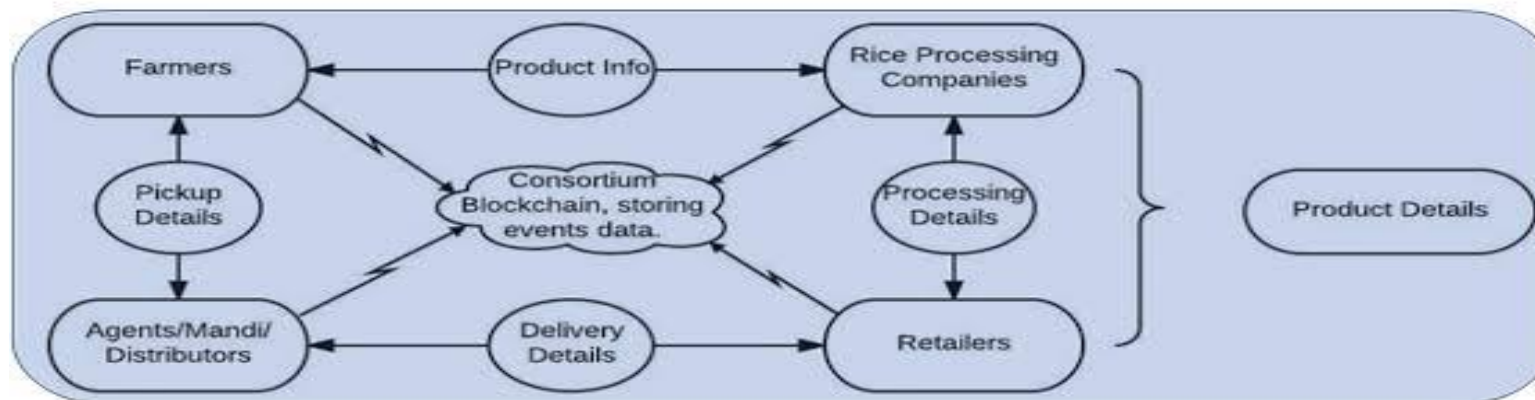 Farmers
Product Info
Rice Processing
Companies
Pickup
Details
Consortium
Blockchain, storing
events data.
Processing
Details
Product Details
Agents/Mandi/
Distributors
Delivery
Details
Retailers